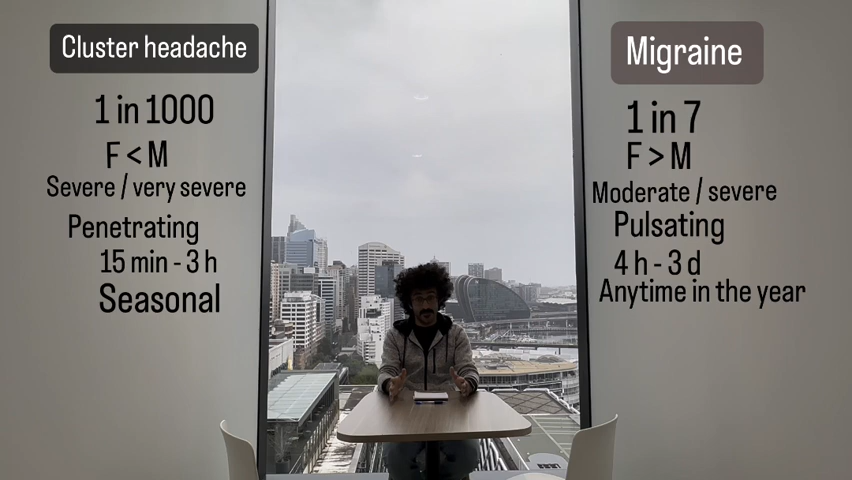 Cluster headache
1 in 1000
F < M
Severe / very severe
Penetrating
15 min - 3 h
Seasonal
Migraine
1 in 7
F > M
Moderate / severe
Pulsating
4 h - 3 d
Anytime in the year